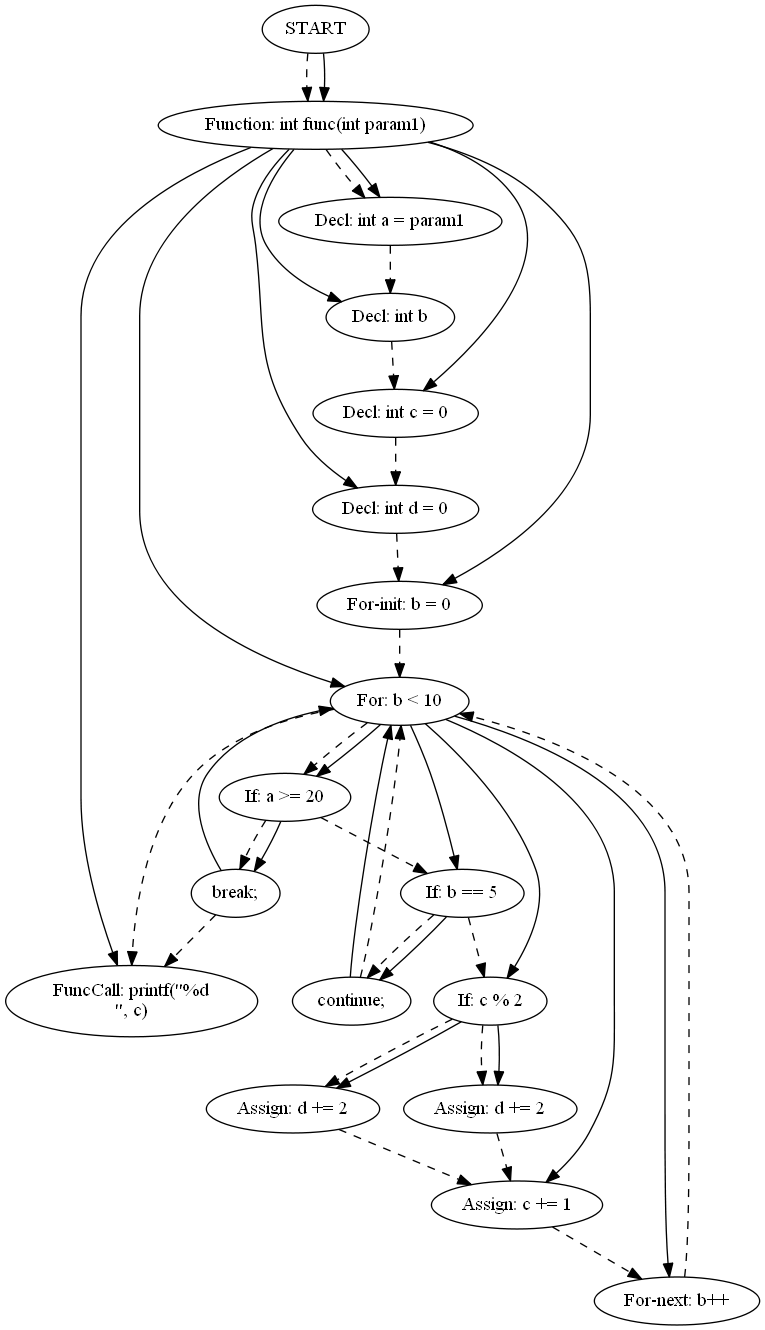 START
Function: int func(int param1)
Decl: int a = param1
Decl: int b
Decl: int c = 0
Decl: int d = 0
For-init: b = 0
For: b < 10
If: a >= 20
break;
If: b == 5
FuncCall: printf("%d
", c)
continue;
If: c % 2
Assign: d += 2
Assign: d += 2
Assign: c += 1
For-next: b++